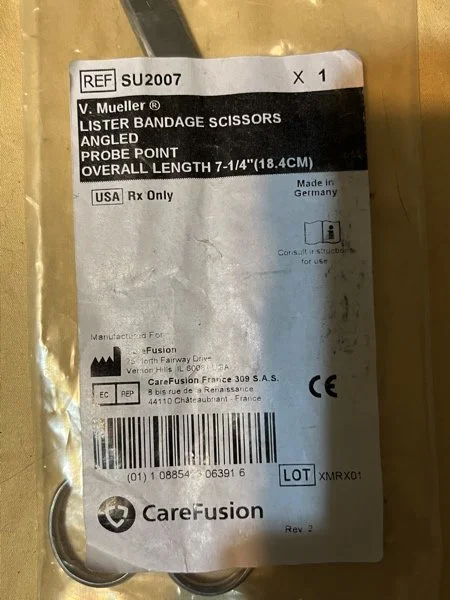 REF SU2007 X 1
V. Mueller ®
LISTER BANDAGE SCISSORS
ANGLED
PROBE POINT
OVERALL LENGTH 7-1/4"(18.4CM)
USA Rx Only
Made in
Germany
Consult instructions
for use
Manufactured For
North Fairway Drive
Vernon Hills, IL
EC REP
CareFusion France 309 S.A.S.
8 bis rue de la Renaissance
44110 Châteaubriant - France
CE
(01) 1 06391 6
LOT XMRX01
CareFusion
Rev. 2